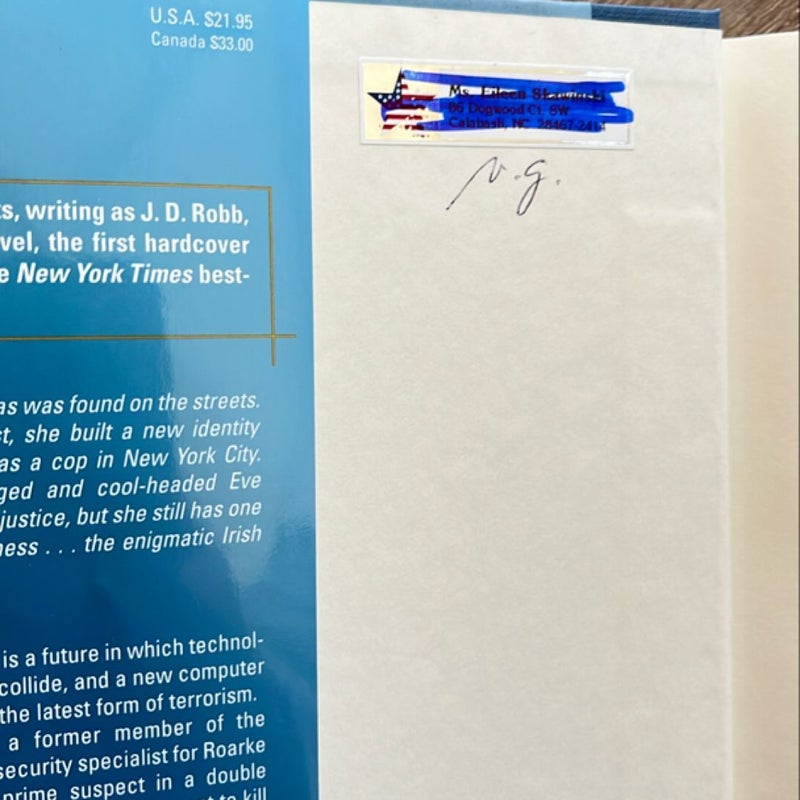 U.S.A. $21.95
Canada $33.00
ts, writing as J. D. Robb,
vel, the first hardcover
e New York Times best-
as was found on the streets.
st, she built a new identity
as a cop in New York City.
ged and cool-headed Eve
justice, but she still has one
ness . . . the enigmatic Irish
is a future in which technol-
collide, and a new computer
the latest form of terrorism.
a former member of the
security specialist for Roarke
prime suspect in a double
to kill
N.G.